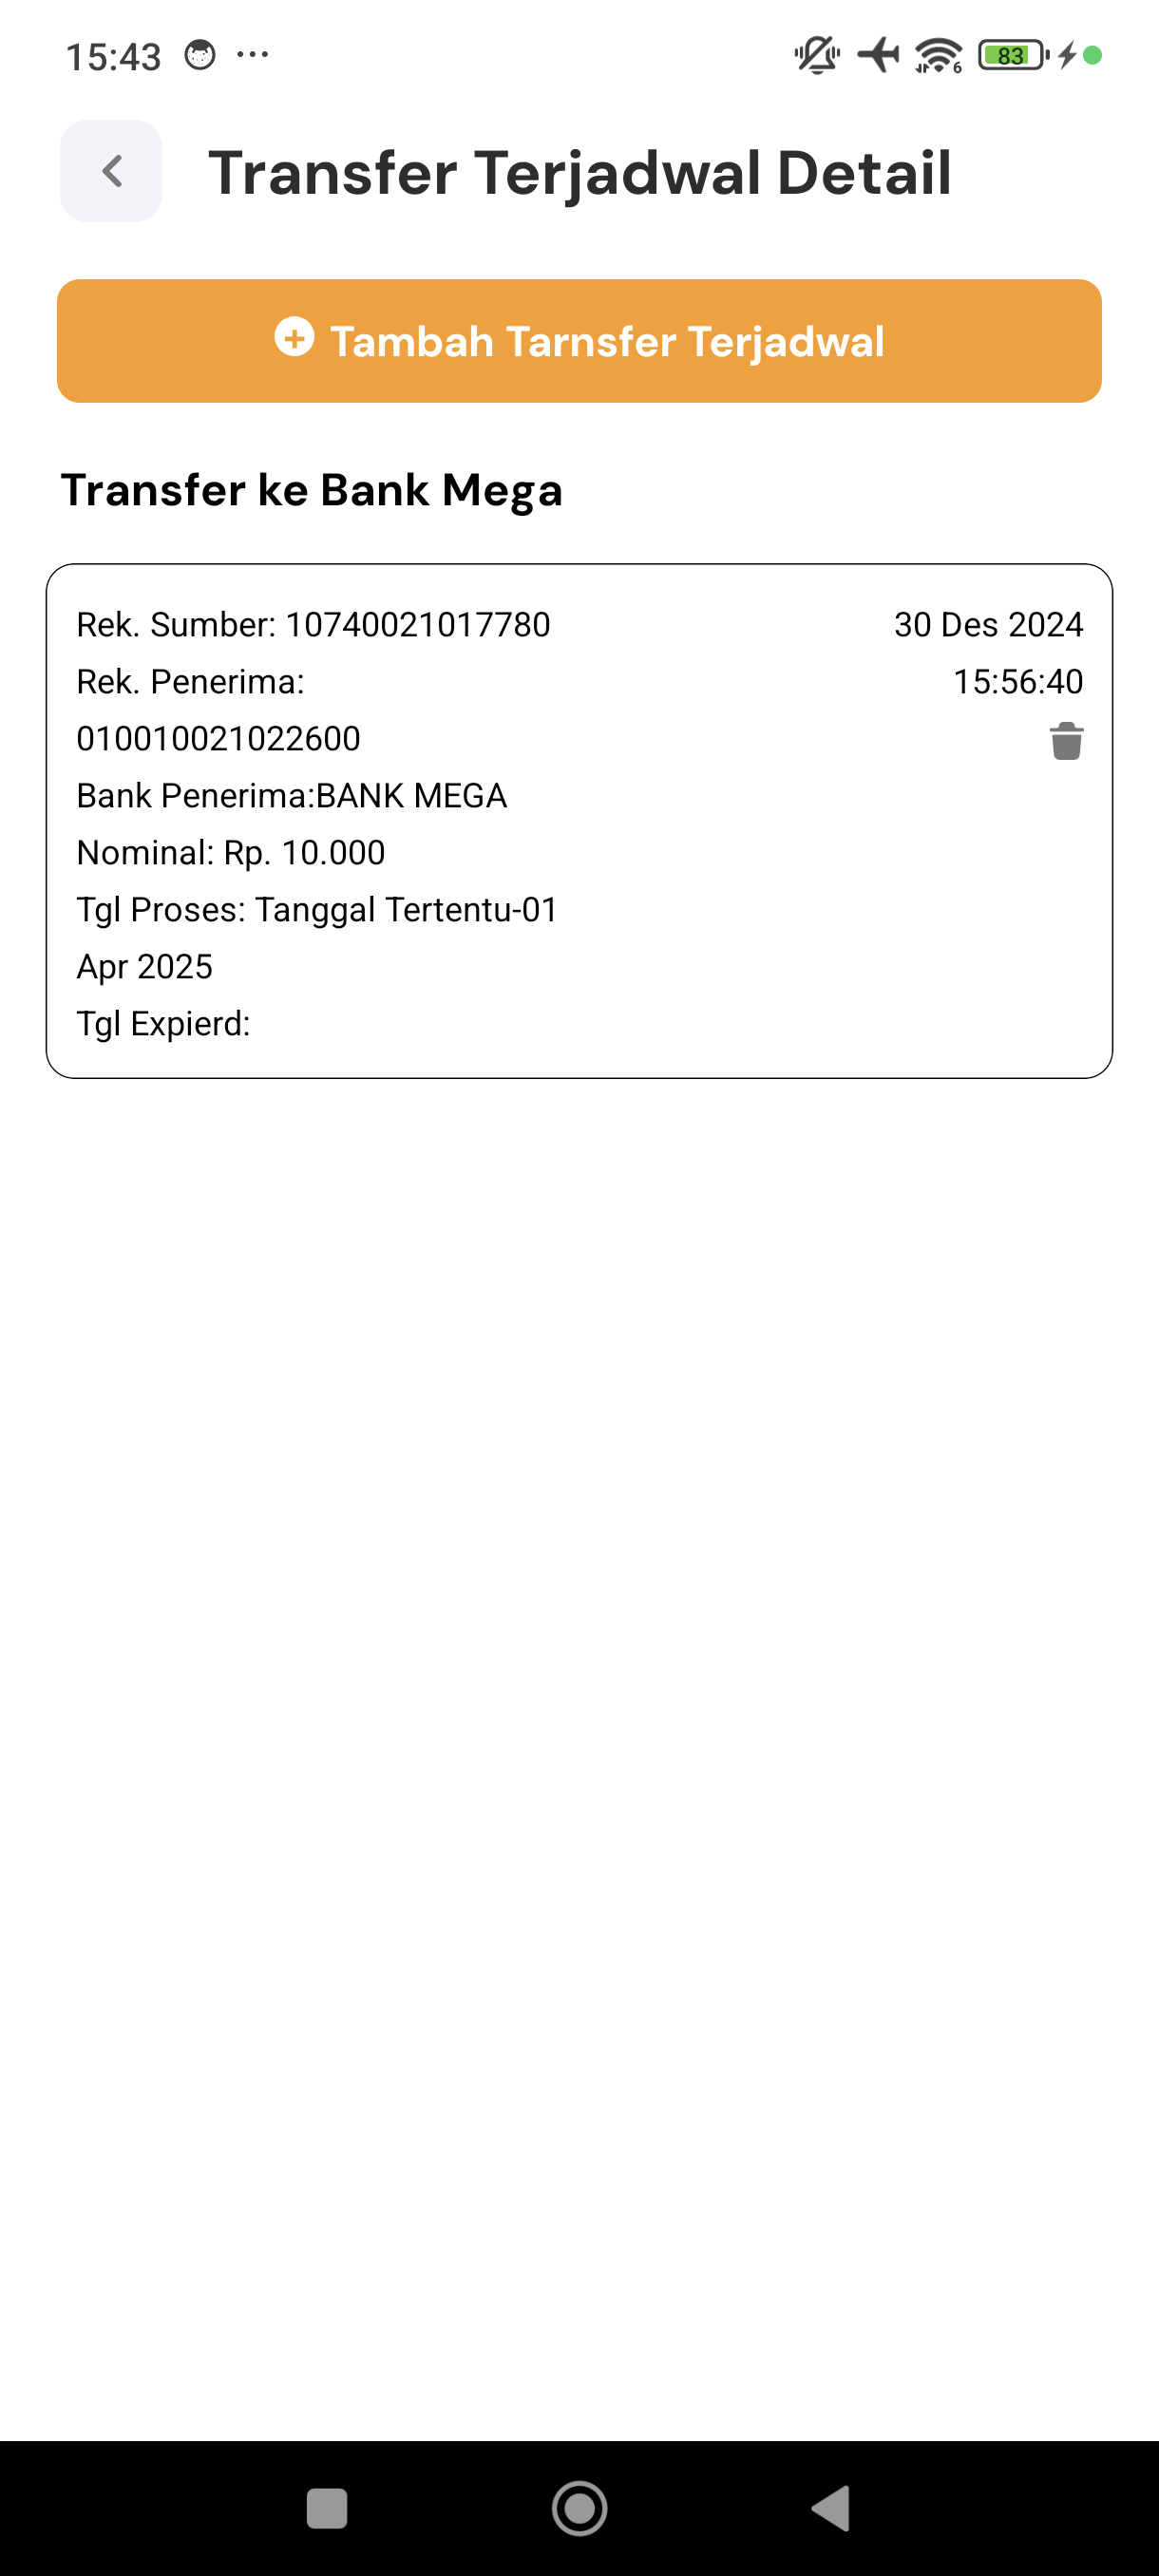 15:43
6
83
Transfer Terjadwal Detail
Tambah Tarnsfer Terjadwal
Transfer ke Bank Mega
Rek. Sumber: 10740021017780
30 Des 2024
Rek. Penerima:
15:56:40
010010021022600
Bank Penerima:BANK MEGA
Nominal: Rp. 10.000
Tgl Proses: Tanggal Tertentu-01
Apr 2025
Tgl Expierd: